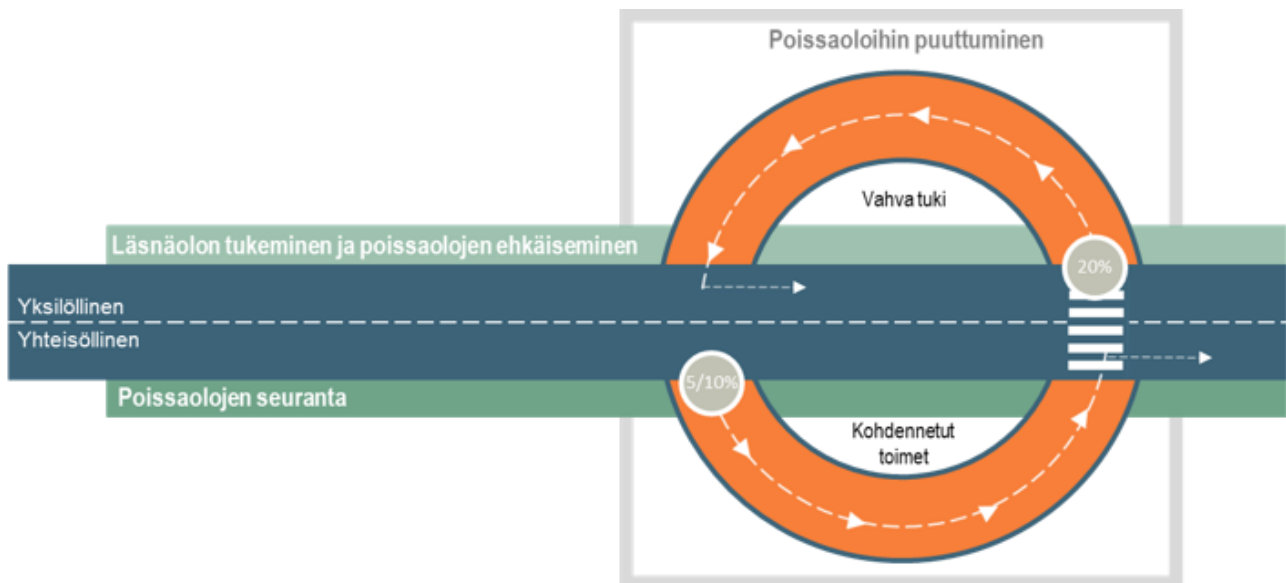 Poissaoloihin puuttuminen
Vahva tuki
Läsnäolon tukeminen ja poissaolojen ehkäiseminen
20%
Yksilöllinen
Yhteisöllinen
5/10%
Poissaolojen seuranta
Kohdennetut
toimet